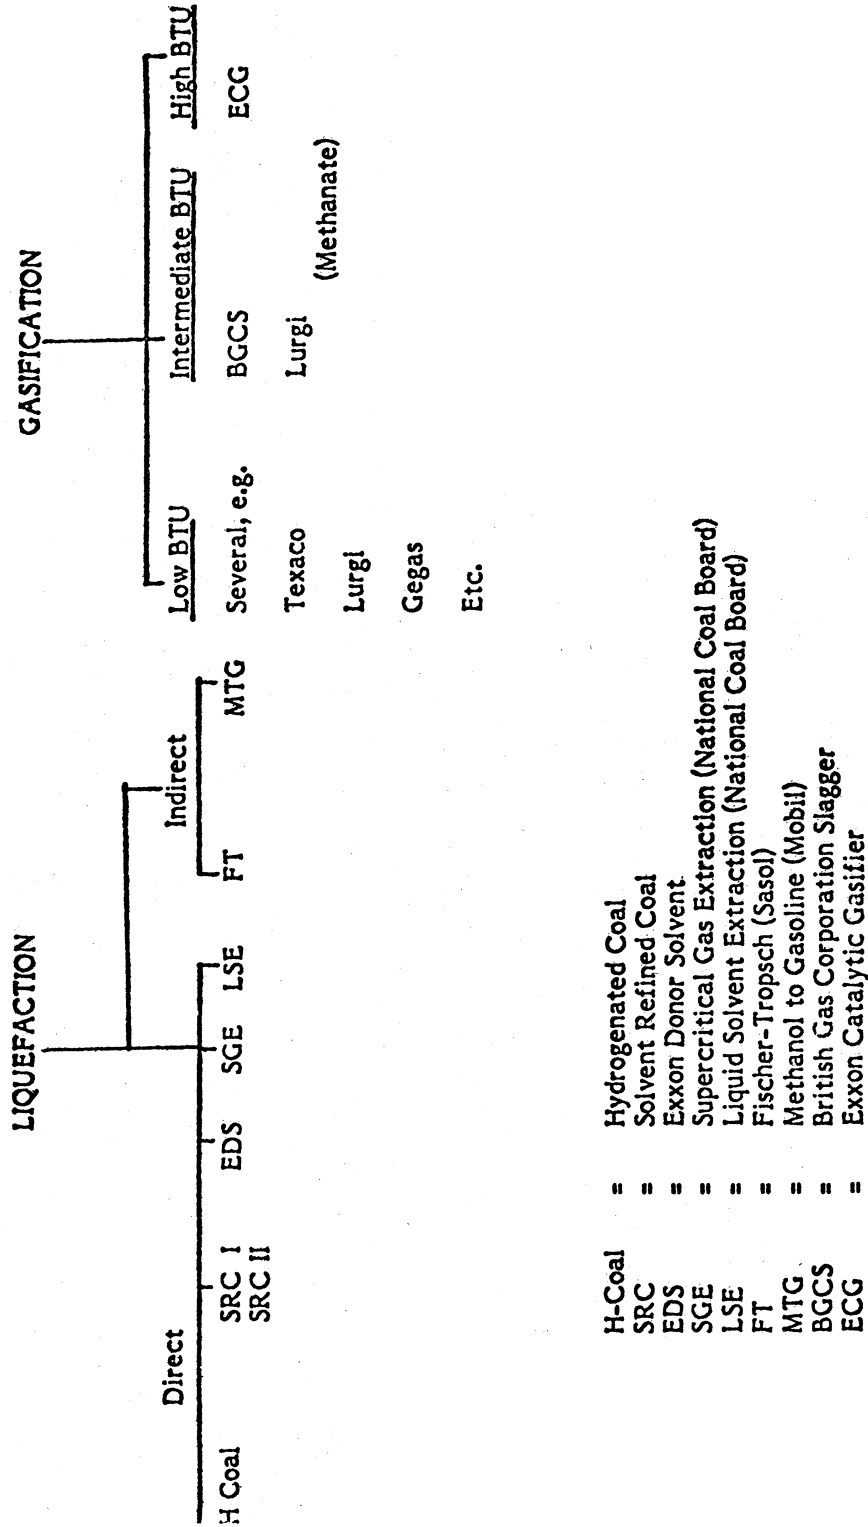 LIQUEFACTION
GASIFICATION
Direct
Indirect
Low BTU
Intermediate BTU
High BTU
H Coal
SRC I
SRC II
EDS
SGE
LSE
FT
MTG
Several, e.g.
Texaco
Lurgi
Gegas
Etc.
BGCS
Lurgi
(Methanate)
ECG
H-Coal = Hydrogenated Coal
SRC = Solvent Refined Coal
EDS = Exxon Donor Solvent
SGE = Supercritical Gas Extraction (National Coal Board)
LSE = Liquid Solvent Extraction (National Coal Board)
FT = Fischer-Tropsch (Sasol)
MTG = Methanol to Gasoline (Mobil)
BGCS = British Gas Corporation Slagger
ECG = Exxon Catalytic Gasifier